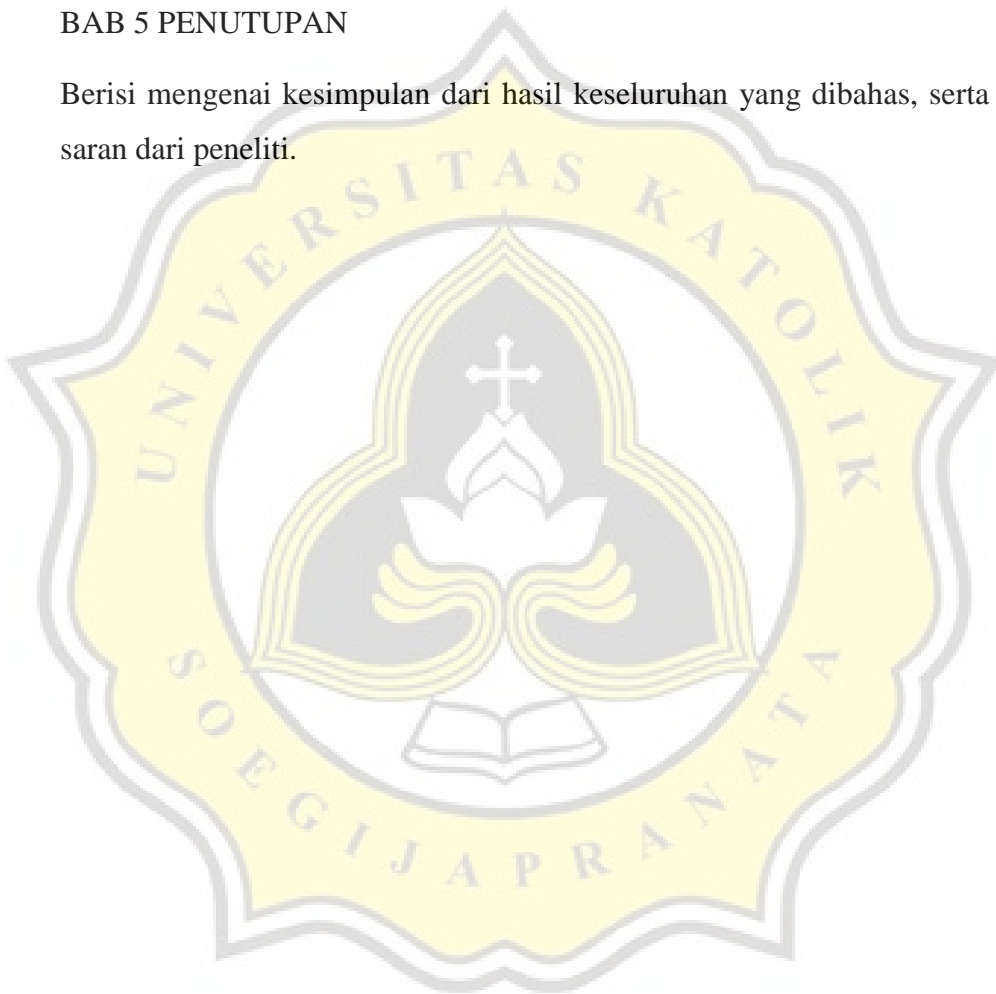 BAB 5 PENUTUPAN
Berisi mengenai kesimpulan dari hasil keseluruhan yang dibahas, serta
saran dari peneliti.
UNIVERSITAS KATOLIK
SOEGIJAPRANATA